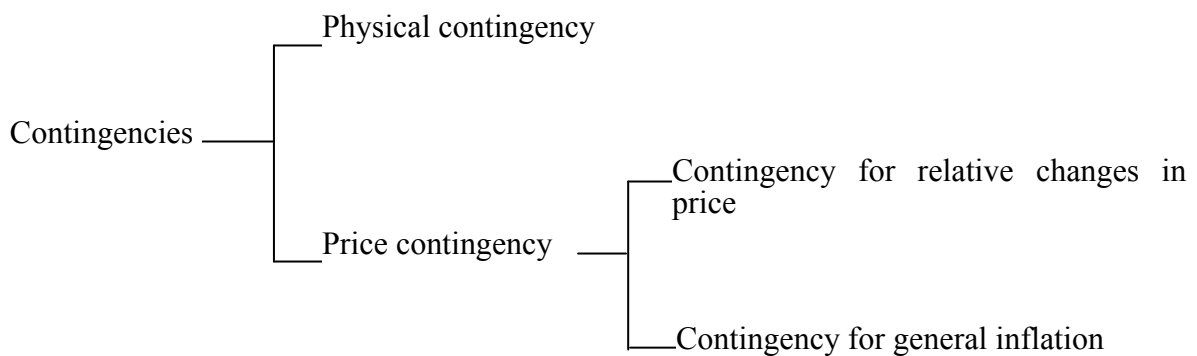 Physical contingency
Contingencies
Contingency for relative changes in
price
Price contingency
Contingency for general inflation